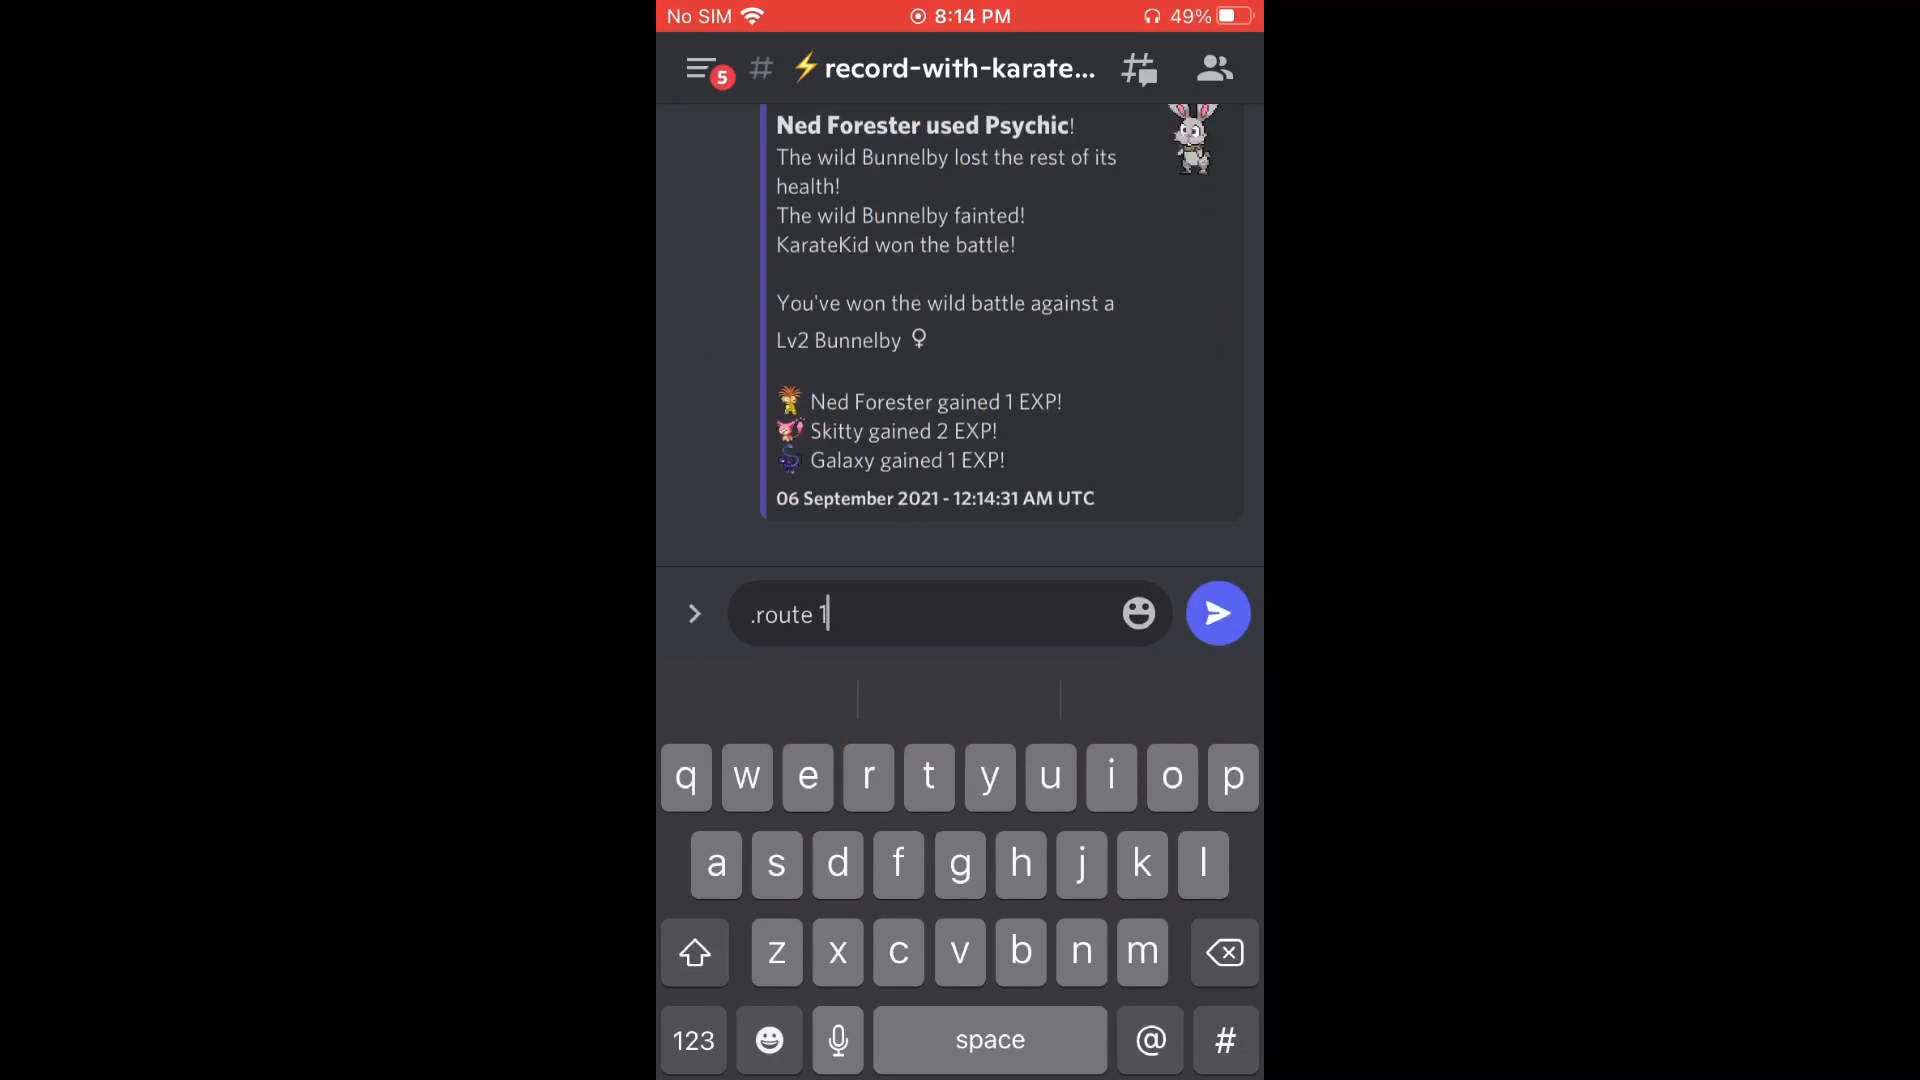 No SIM 8:14 PM 49%
5 # ⚡record-with-karate...
Ned Forester used Psychic!
The wild Bunnelby lost the rest of its
health!
The wild Bunnelby fainted!
KarateKid won the battle!
You've won the wild battle against a
Lv2 Bunnelby ♀
Ned Forester gained 1 EXP!
Skitty gained 2 EXP!
Galaxy gained 1 EXP!
06 September 2021 - 12:14:31 AM UTC
.route 1
q w e r t y u i o p
a s d f g h j k l
z x c v b n m
123 space @ #